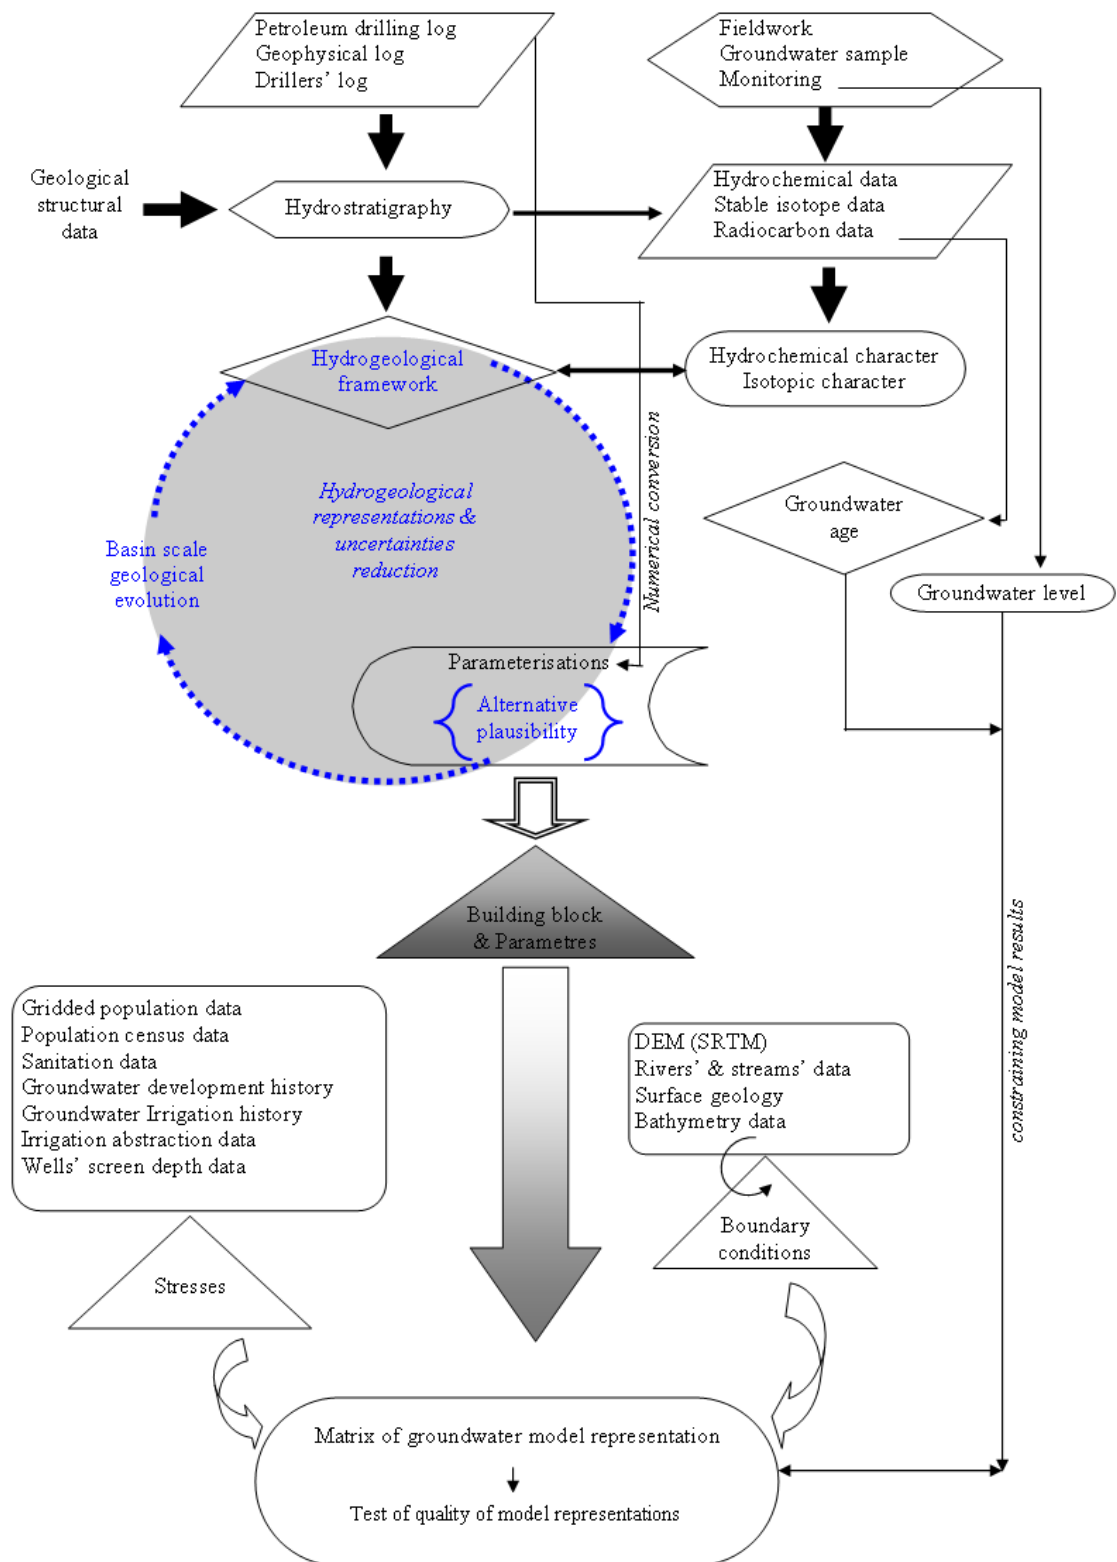 Petroleum drilling log
Geophysical log
Drillers’ log
Fieldwork
Groundwater sample
Monitoring
Geological
structural
data
Hydrostratigraphy
Hydrochemical data
Stable isotope data
Radiocarbon data
Hydrogeological
framework
Hydrochemical character
Isotopic character
Hydrogeological
representations &
uncertainties
reduction
Numerical conversion
Groundwater
age
Basin scale
geological
evolution
Groundwater level
Parameterisations
Alternative
plausibility
Building block
& Parametres
constraining model results
Gridded population data
Population census data
Sanitation data
Groundwater development history
Groundwater Irrigation history
Irrigation abstraction data
Wells’ screen depth data
DEM (SRTM)
Rivers’ & streams’ data
Surface geology
Bathymetry data
Boundary
conditions
Stresses
Matrix of groundwater model representation
Test of quality of model representations